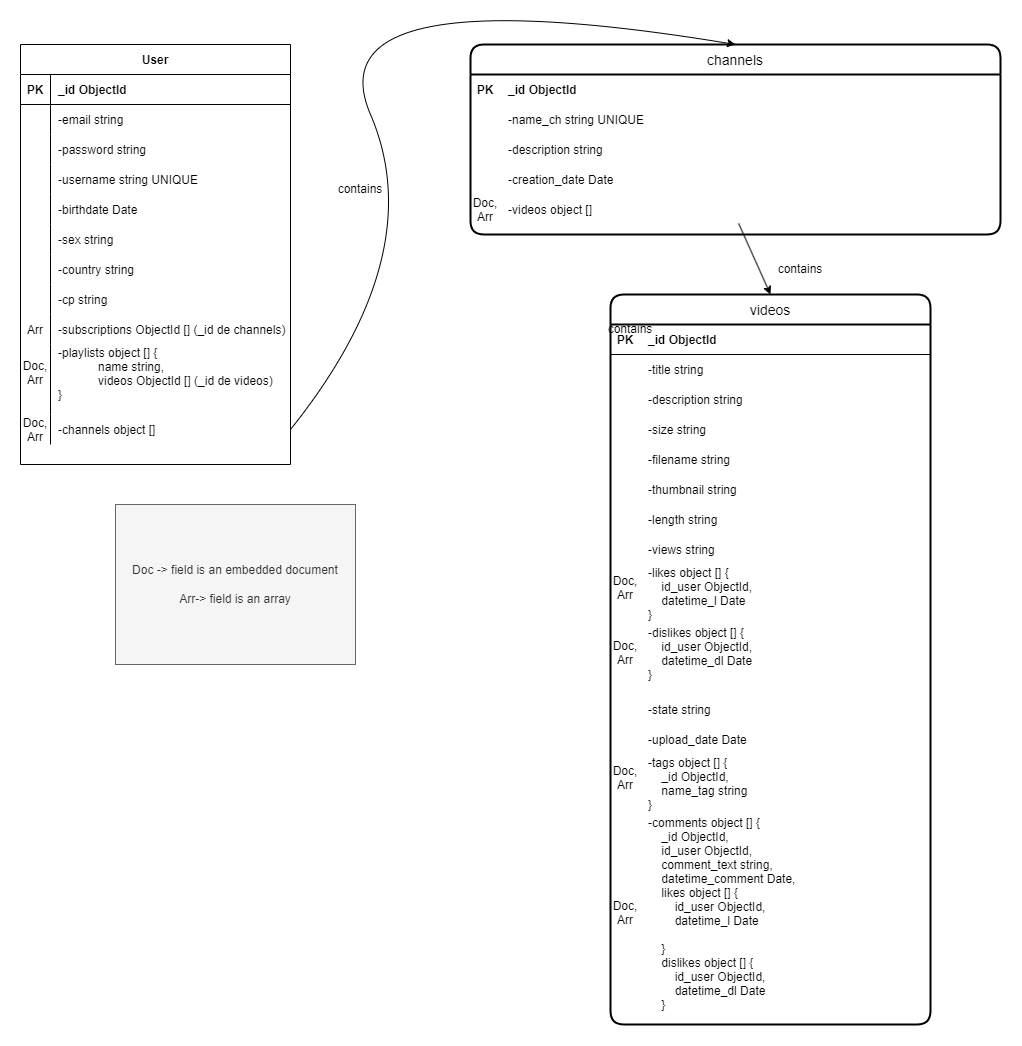 User
PK _id ObjectId
-email string
-password string
-username string UNIQUE
-birthdate Date
-sex string
-country string
-cp string
Arr -subscriptions ObjectId [] (_id de channels)
Doc, Arr
-playlists object [] {
name string,
videos ObjectId [] (_id de videos)
}
Doc, Arr
-channels object []
contains
channels
PK _id ObjectId
-name_ch string UNIQUE
-description string
-creation_date Date
Doc, Arr
-videos object []
contains
videos
contains
PK _id ObjectId
-title string
-description string
-size string
-filename string
-thumbnail string
-length string
-views string
Doc, Arr
-likes object [] {
id_user ObjectId,
datetime_l Date
}
Doc, Arr
-dislikes object [] {
id_user ObjectId,
datetime_dl Date
}
-state string
-upload_date Date
Doc, Arr
-tags object [] {
_id ObjectId,
name_tag string
}
Doc, Arr
-comments object [] {
_id ObjectId,
id_user ObjectId,
comment_text string,
datetime_comment Date,
likes object [] {
id_user ObjectId,
datetime_l Date
}
dislikes object [] {
id_user ObjectId,
datetime_dl Date
}
Doc -> field is an embedded document
Arr-> field is an array